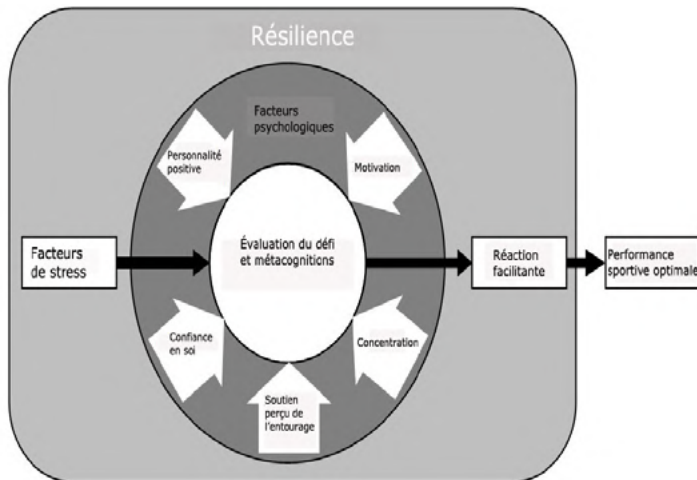 Résilience
Facteurs
psychologiques
Personnalité
positive
Motivation
Facteurs
de stress
Évaluation du défi
et métacognitions
Réaction
facilitante
Performance
sportive optimale
Confiance
en soi
Concentration
Soutien
perçu de
l'entourage